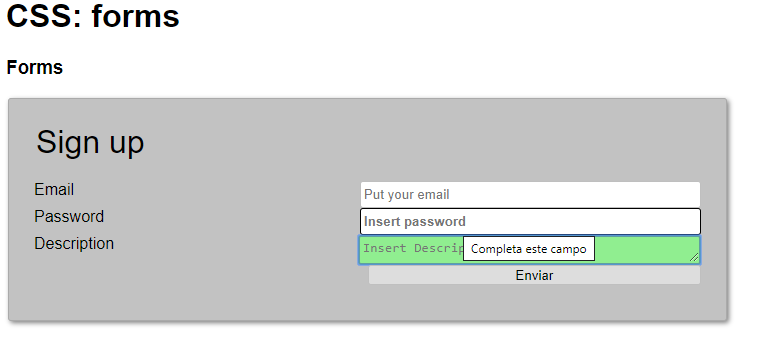 CSS: forms
Forms
Sign up
Email
Put your email
Password
Insert password
Description
Insert Descrip
Completa este campo
Enviar